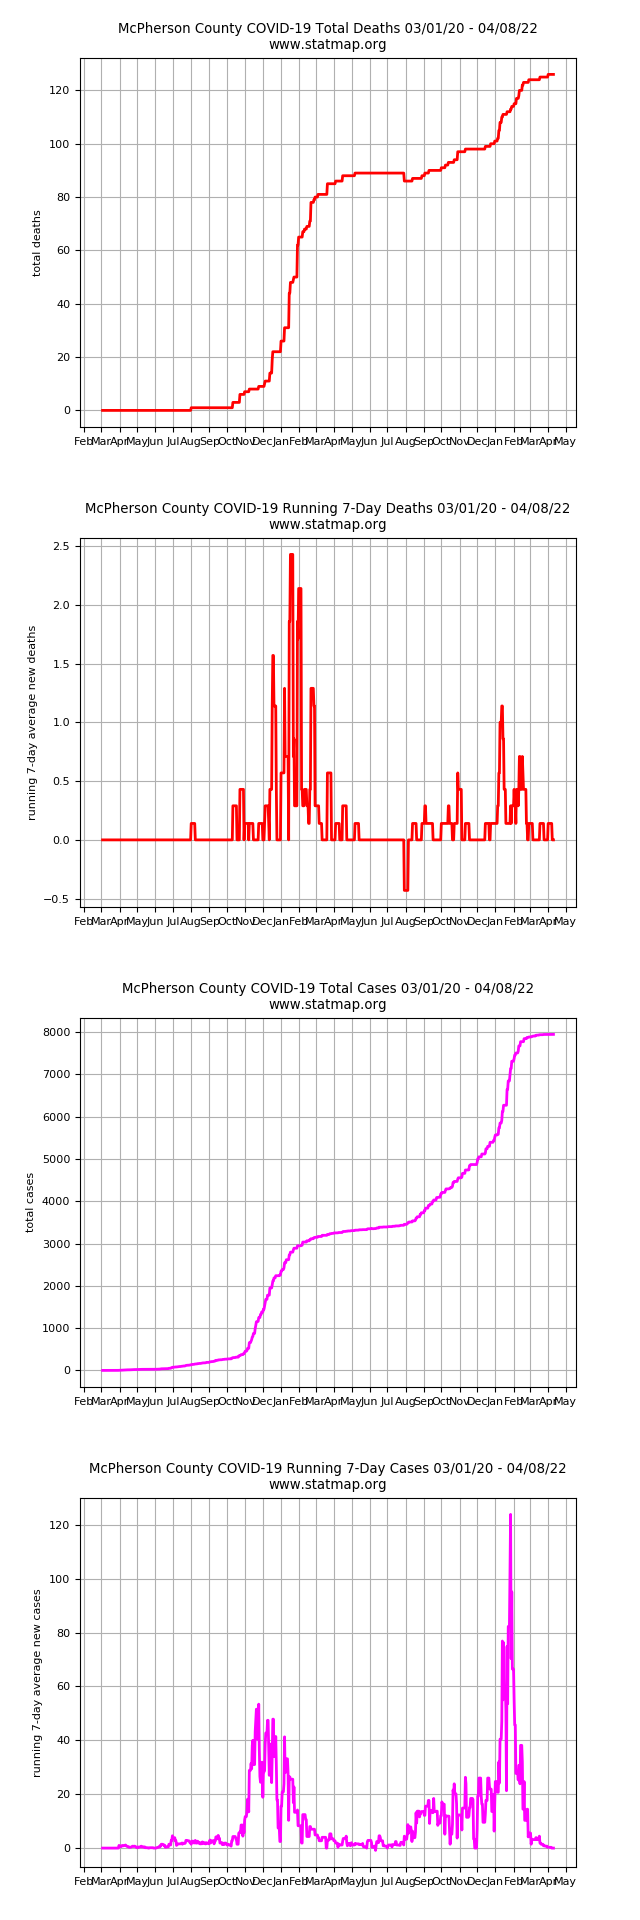 McPherson County COVID-19 Total Deaths 03/01/20 - 04/08/22
www.statmap.org
120
100
80
60
40
20
0
total deaths
Feb Mar Apr May Jun Jul Aug Sep Oct Nov Dec Jan Feb Mar Apr May Jun Jul Aug Sep Oct Nov Dec Jan Feb Mar Apr May
McPherson County COVID-19 Running 7-Day Deaths 03/01/20 - 04/08/22
www.statmap.org
2.5
2.0
1.5
1.0
0.5
0.0
−0.5
running 7-day average new deaths
Feb Mar Apr May Jun Jul Aug Sep Oct Nov Dec Jan Feb Mar Apr May Jun Jul Aug Sep Oct Nov Dec Jan Feb Mar Apr May
McPherson County COVID-19 Total Cases 03/01/20 - 04/08/22
www.statmap.org
8000
7000
6000
5000
4000
3000
2000
1000
0
total cases
Feb Mar Apr May Jun Jul Aug Sep Oct Nov Dec Jan Feb Mar Apr May Jun Jul Aug Sep Oct Nov Dec Jan Feb Mar Apr May
McPherson County COVID-19 Running 7-Day Cases 03/01/20 - 04/08/22
www.statmap.org
120
100
80
60
40
20
0
running 7-day average new cases
Feb Mar Apr May Jun Jul Aug Sep Oct Nov Dec Jan Feb Mar Apr May Jun Jul Aug Sep Oct Nov Dec Jan Feb Mar Apr May